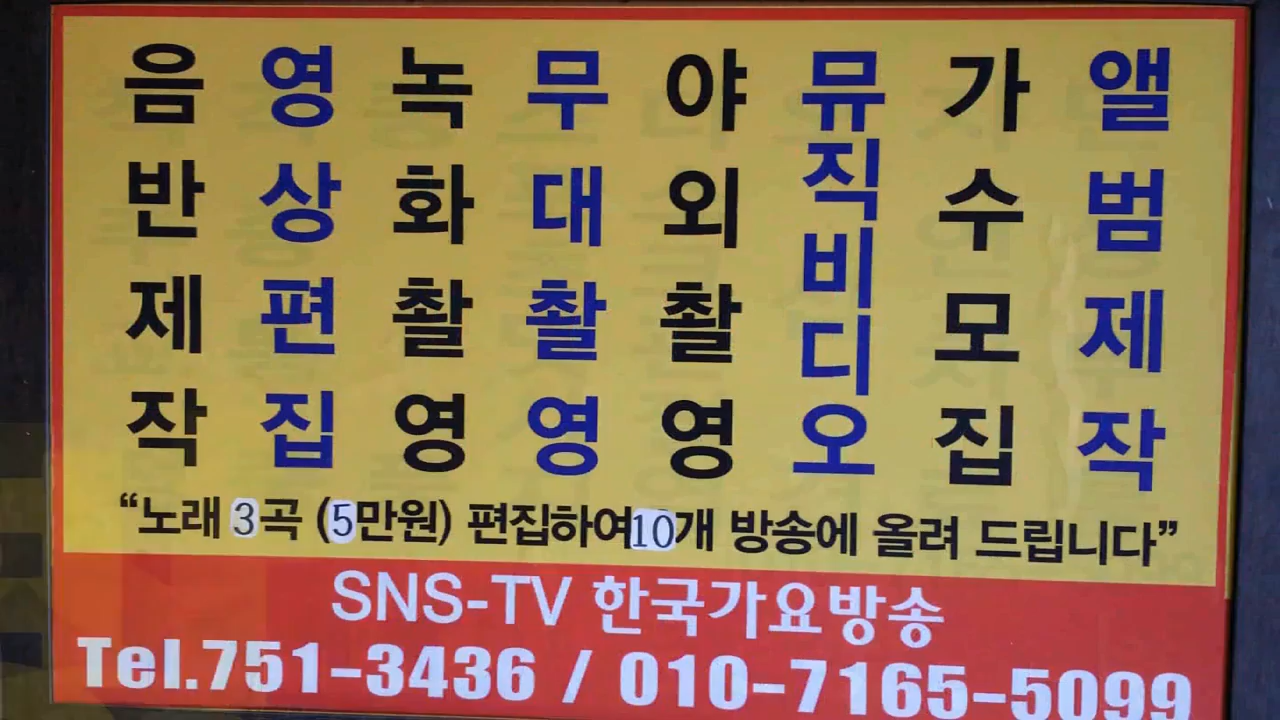 음반제작
영상편집
녹화촬영
무대촬영
야외촬영
뮤직비디오
가수모집
앨범제작
“노래 3곡 (5만원) 편집하여10개 방송에 올려 드립니다”
SNS-TV 한국가요방송
Tel.751-3436 / 010-7165-5099